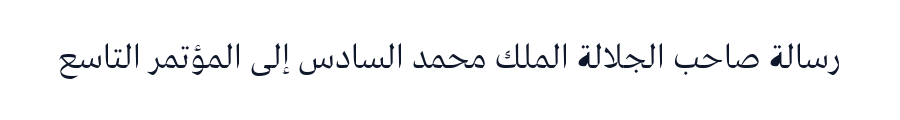 رسالة صاحب الجلالة الملك محمد السادس إلى المؤتمر التاسع